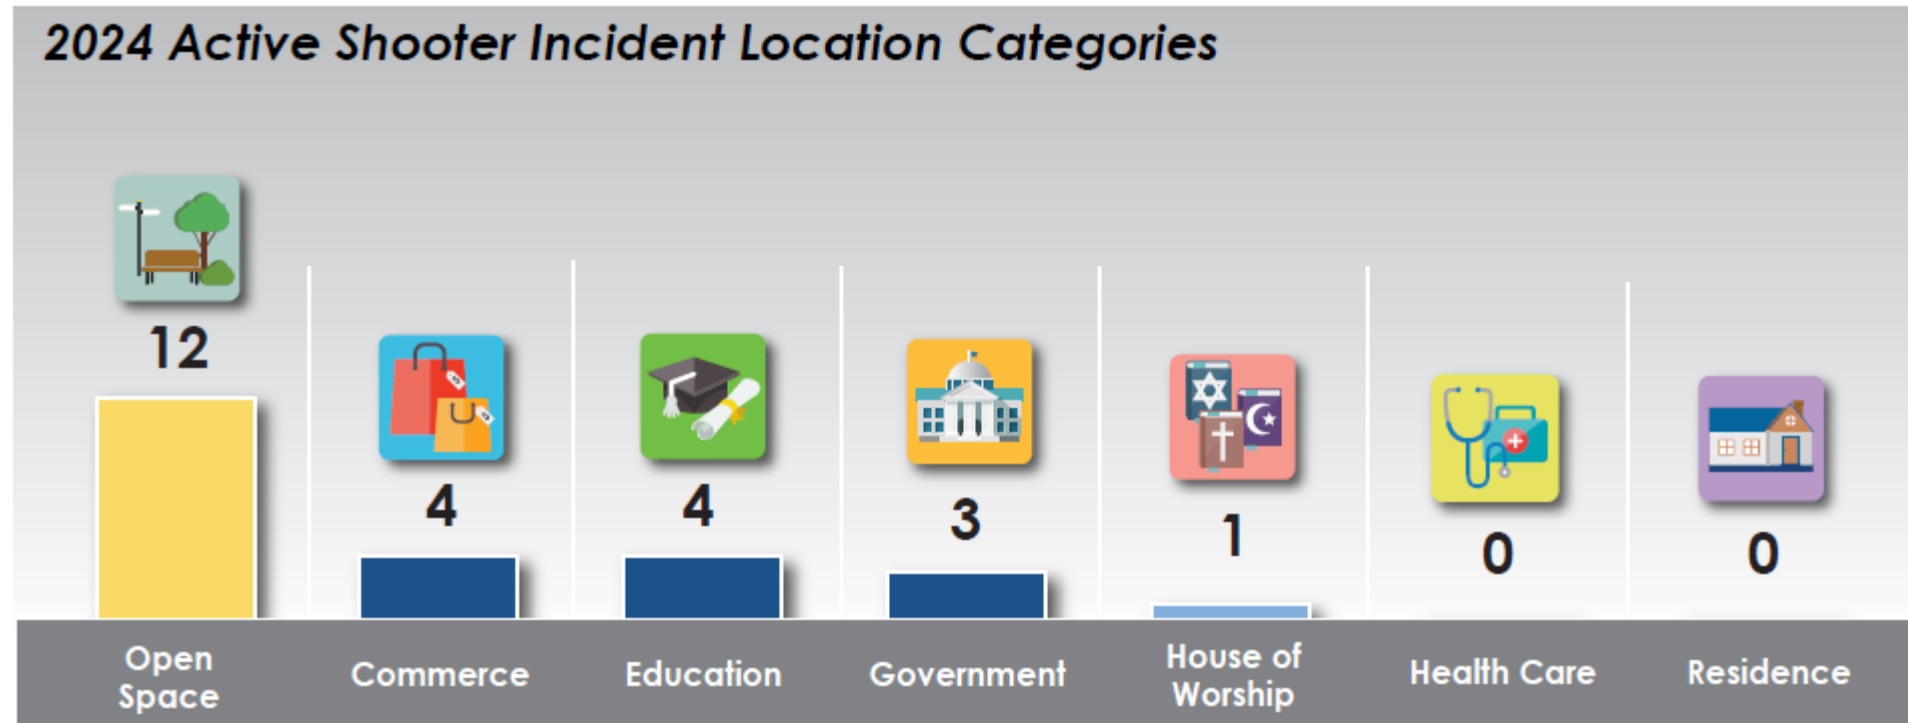 2024 Active Shooter Incident Location Categories
12
4
4
3
1
0
0
Open
Space
Commerce
Education
Government
House of
Worship
Health Care
Residence